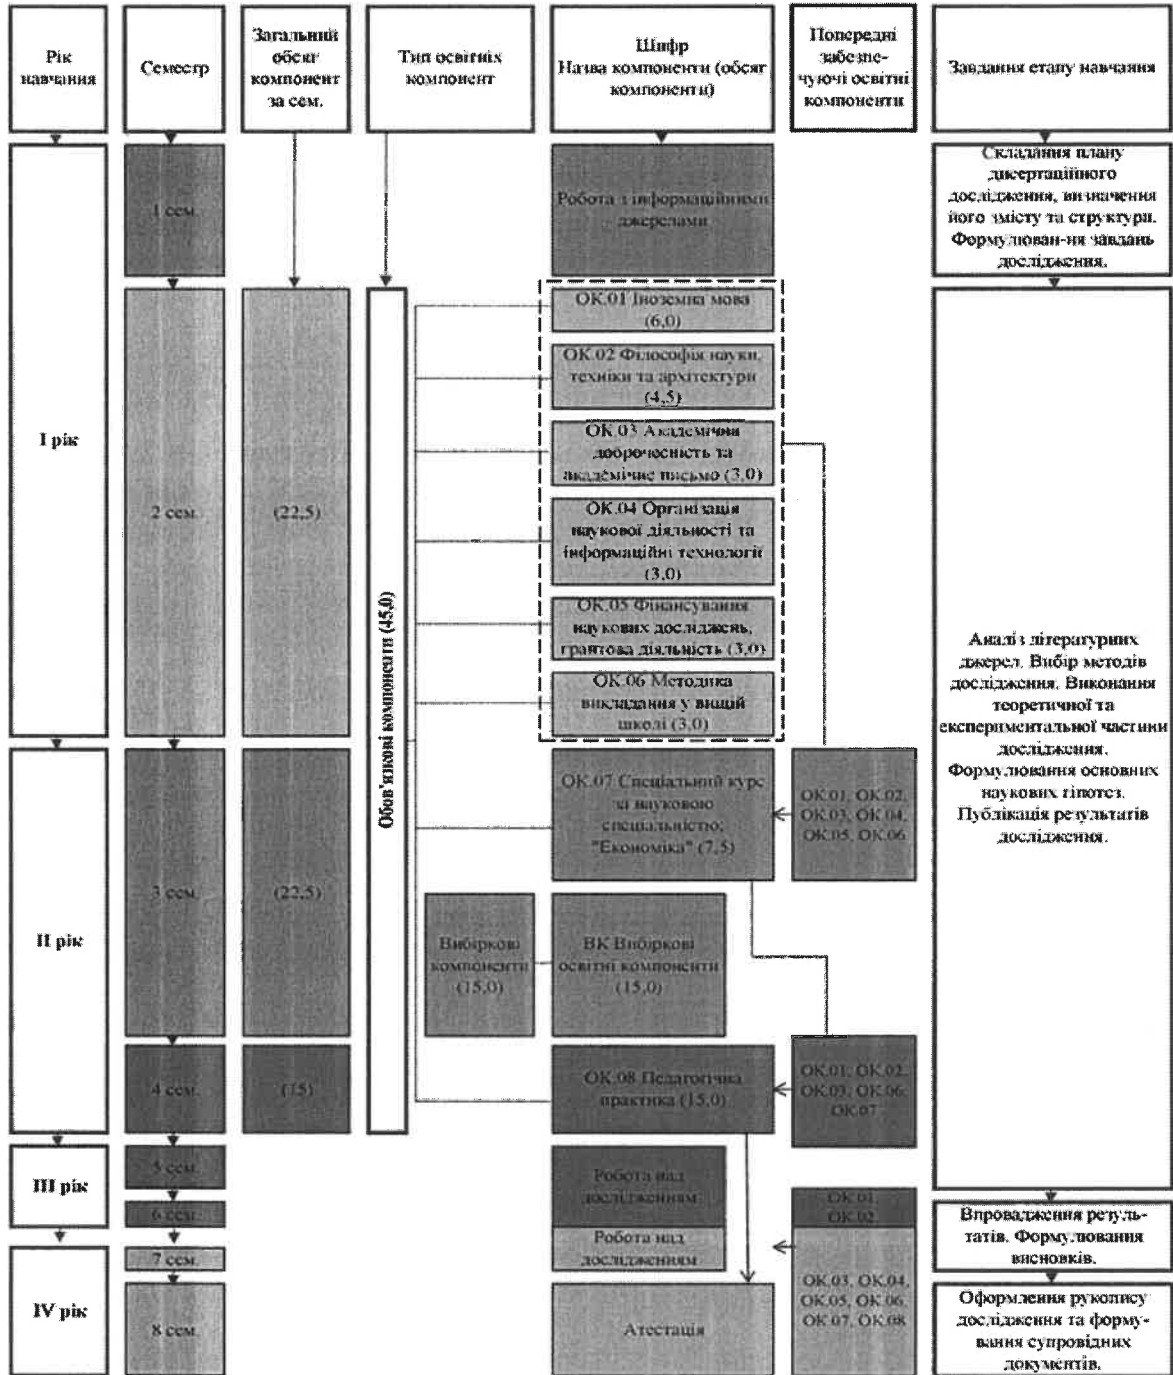 Рік
навчання
Семестр
Загальний
обсяг
компонент
за сем.
Тип освітніх
компонент
Шифр
Назва компоненти (обсяг
компоненти)
Попередні
забезпе-
чуючі освітні
компоненти
Завдання етапу навчання
I рік
1 сем.
Робота з інформаційними
джерелами
Складання плану
дисертаційного
дослідження, визначення
його змісту та структури.
Формулюван-ня завдань
дослідження.
2 сем.
(22,5)
Обов'язкові компоненти (45,0)
ОК.01 Іноземна мова
(6,0)
ОК.02 Філософія науки,
техніки та архітектури
(4,5)
ОК.03 Академічна
доброчесність та
академічне письмо (3,0)
ОК.04 Організація
наукової діяльності та
інформаційні технології
(3,0)
ОК.05 Фінансування
наукових досліджень,
грантова діяльність (3,0)
ОК.06 Методика
викладання у вищій
школі (3,0)
Аналіз літературних
джерел. Вибір методів
дослідження. Виконання
теоретичної та
експериментальної частини
дослідження.
Формулювання основних
наукових гіпотез.
Публікація результатів
дослідження.
II рік
3 сем.
(22,5)
ОК.07 Спеціальний курс
за науковою
спеціальністю:
"Економіка" (7,5)
ОК.01, ОК.02,
ОК.03, ОК.04,
ОК.05, ОК.06
Вибіркові
компоненти
(15,0)
ВК Вибіркові
освітні компоненти
(15,0)
4 сем.
(15)
ОК.08 Педагогічна
практика (15,0)
ОК.01, ОК.02,
ОК.03, ОК.06,
ОК.07
III рік
5 сем.
6 сем.
Робота над
дослідженням
ОК.01,
ОК.02,
Впровадження резуль-
татів. Формулювання
висновків.
IV рік
7 сем.
Робота над
дослідженням
8 сем.
Атестація
ОК.03, ОК.04,
ОК.05, ОК.06,
ОК.07, ОК.08
Оформлення рукопису
дослідження та форму-
вання супровідних
документів.